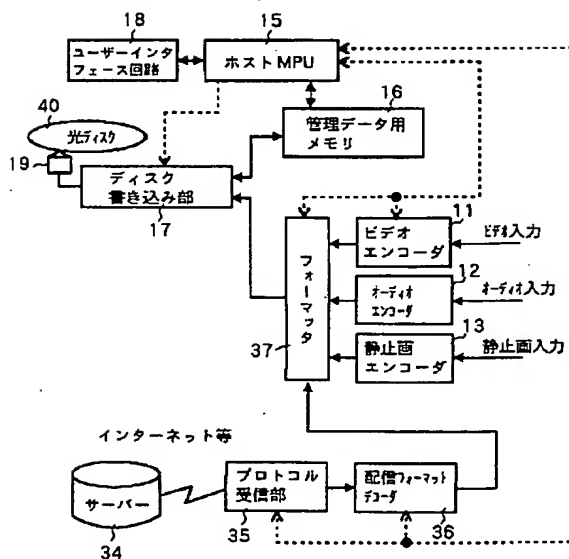 18
ユーザーインタ
フェース回路
15
ホストMPU
16
管理データ用
メモリ
40
光ディスク
19
ディスク
書き込み部
17
11
ビデオ
エンコーダ
ビデオ入力
12
オーディオ
エンコーダ
オーディオ入力
13
静止画
エンコーダ
静止画入力
フォーマッタ
37
インターネット等
サーバー
34
プロトコル
受信部
35
配信フォーマット
デコーダ
36